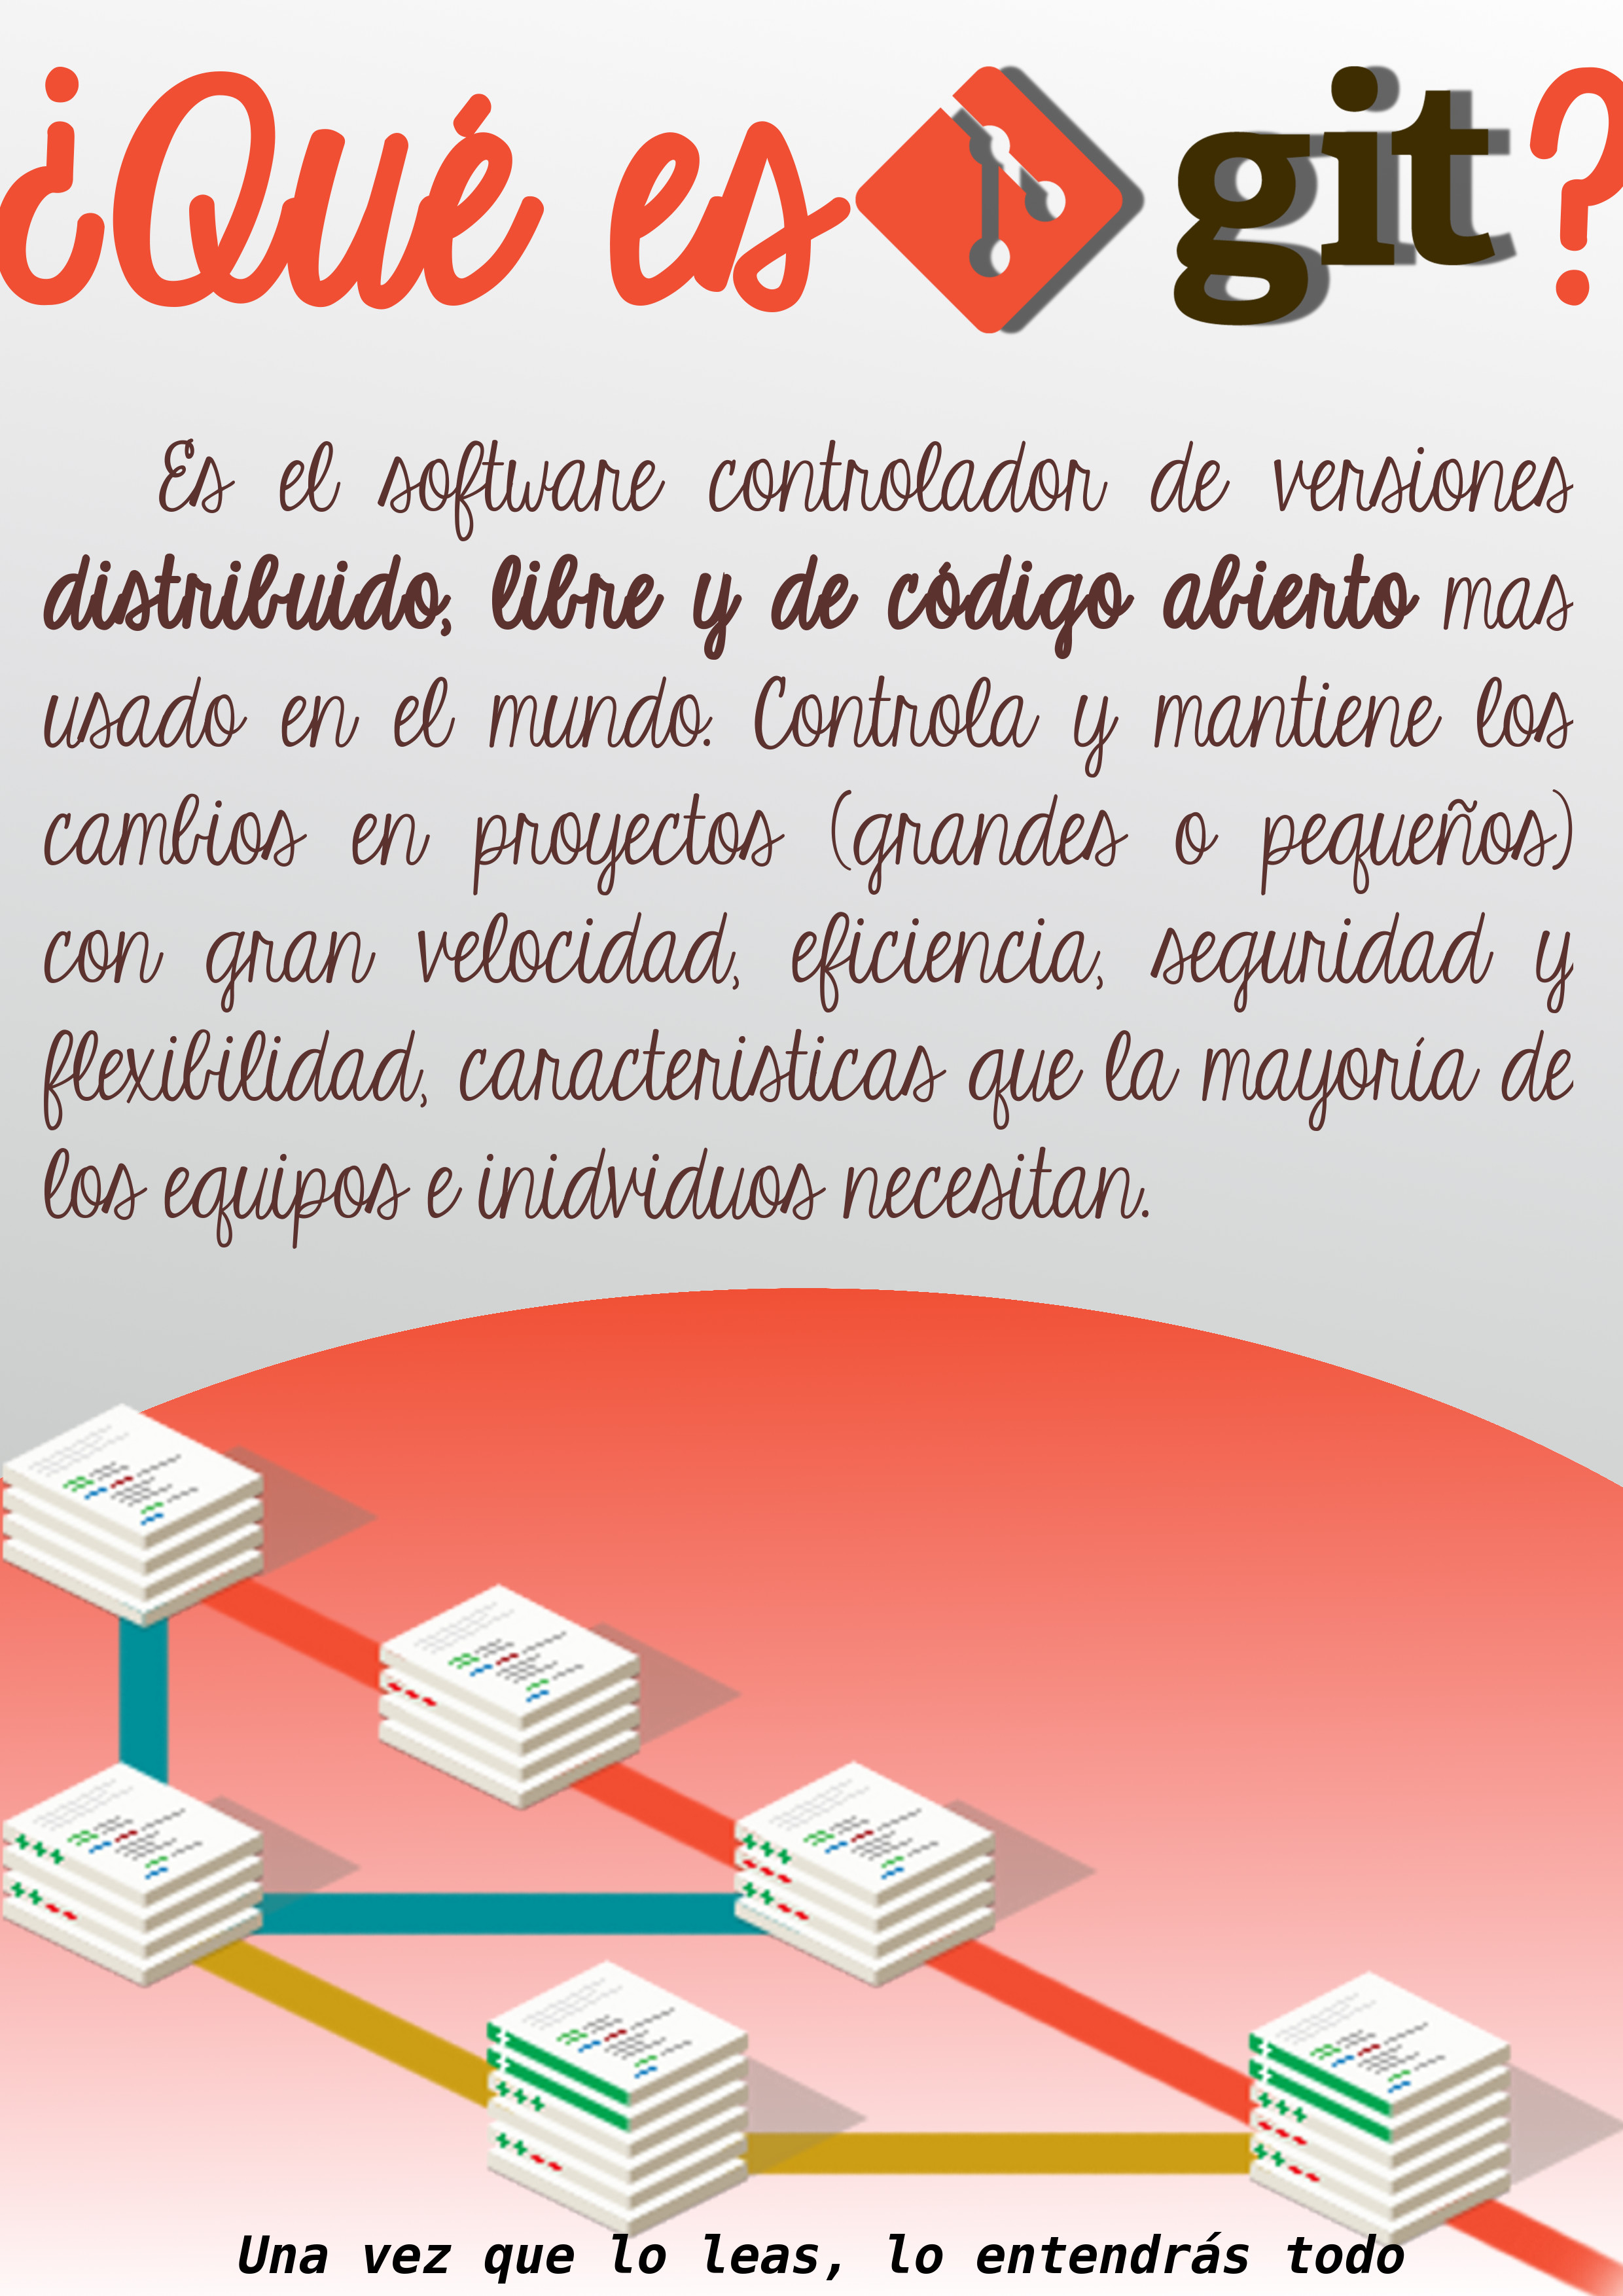 ¿Qué es git?
Es el software controlador de versiones
distribuido, libre y de código abierto mas
usado en el mundo. Controla y mantiene los
cambios en proyectos (grandes o pequeños)
con gran velocidad, eficiencia, seguridad y
flexibilidad, caracteristicas que la mayoría de
los equipos e inidviduos necesitan.
Una vez que lo leas, lo entendrás todo